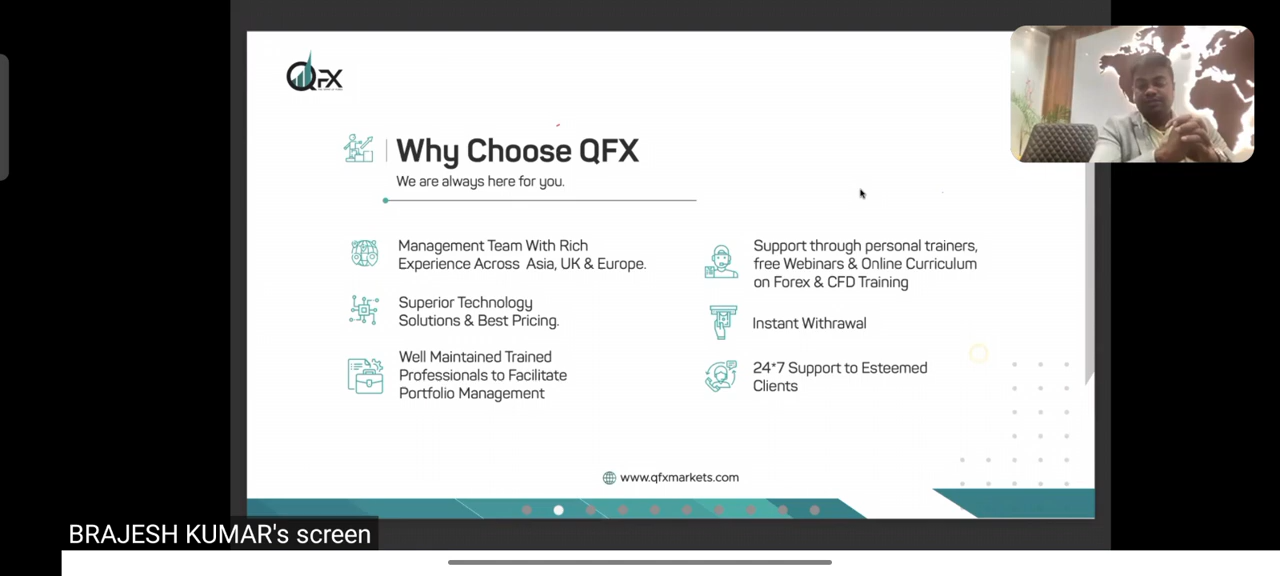 QFX
Why Choose QFX
We are always here for you.
Management Team With Rich
Experience Across Asia, UK & Europe.
Superior Technology
Solutions & Best Pricing.
Well Maintained Trained
Professionals to Facilitate
Portfolio Management
Support through personal trainers,
free Webinars & Online Curriculum
on Forex & CFD Training
Instant Withdrawal
24*7 Support to Esteemed
Clients
www.qfxmarkets.com
BRAJESH KUMAR's screen